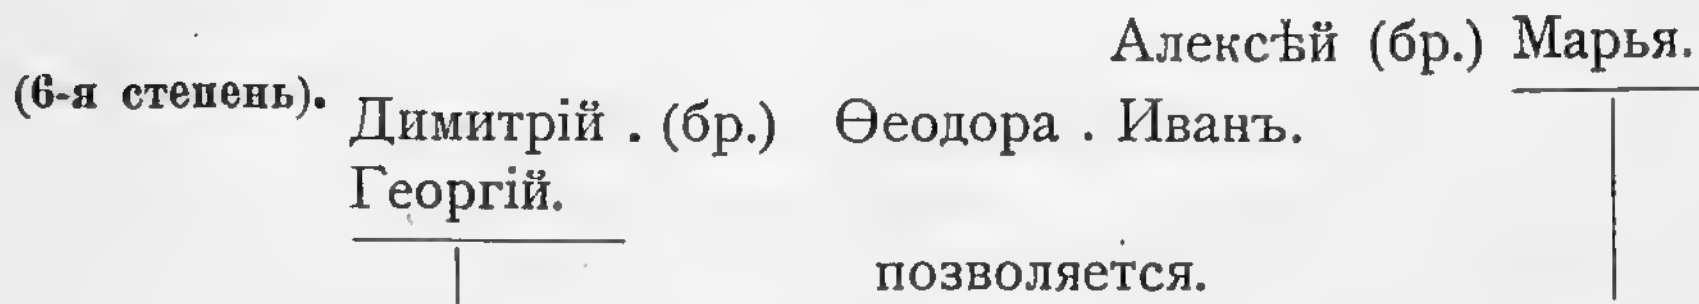 Алексѣй (бр.) Марья.
(6-я степень). Димитрій . (бр.) Ѳеодора . Иванъ.
Георгій.
позволяется.